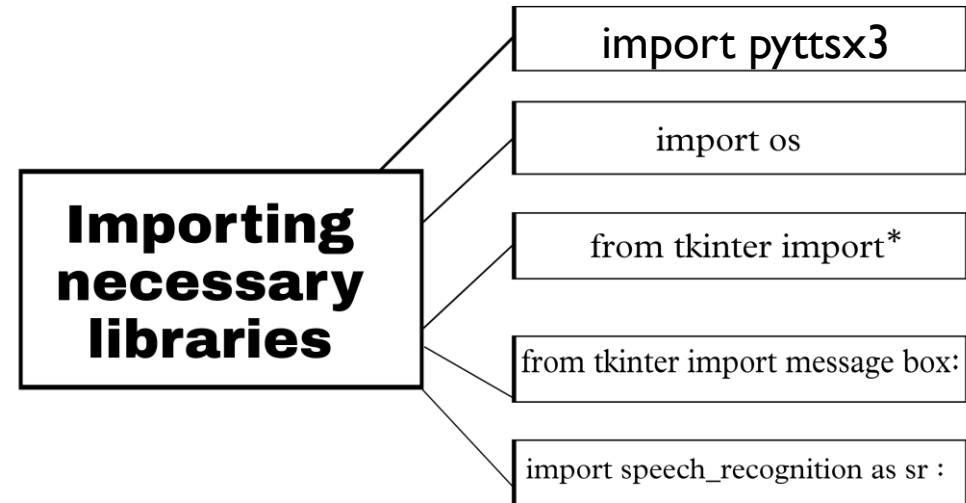 Importing
necessary
libraries
import pyttsx3
import os
from tkinter import*
from tkinter import message box:
import speech_recognition as sr :